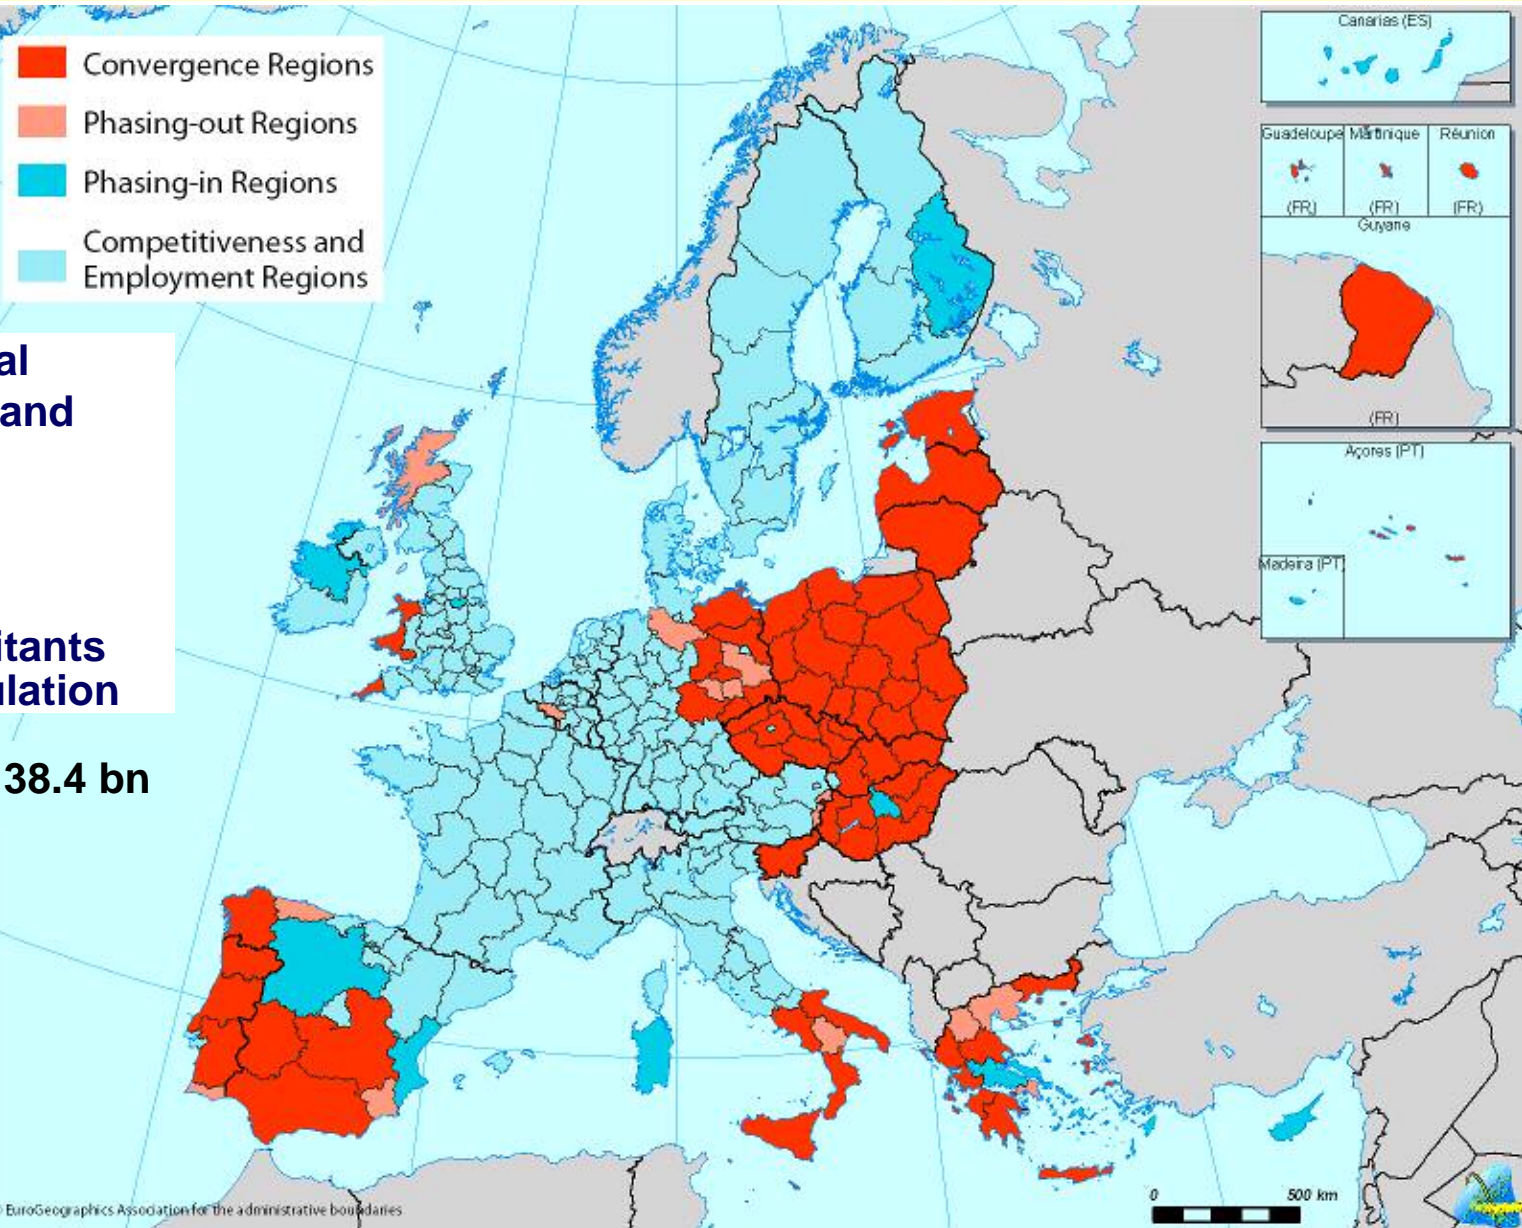 Convergence Regions
Phasing-out Regions
Phasing-in Regions
Competitiveness and
Employment Regions
al
and
itants
ulation
38.4 bn
Canarias (ES)
Guadeloupe
Martinique
Réunion
(FR)
(FR)
(FR)
Guyane
(FR)
Açores (PT)
Madeira (PT)
0
500 km
EuroGeographics Association for the administrative boundaries